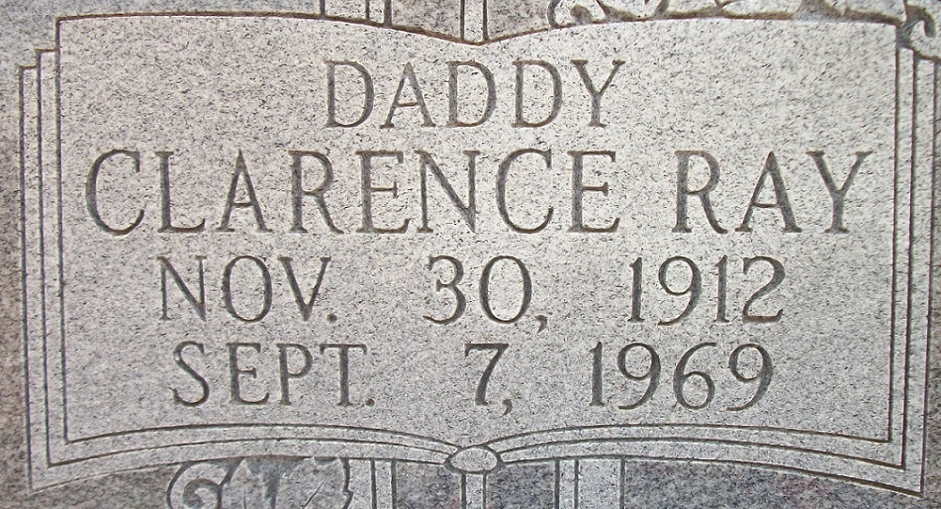 DADDY
CLARENCE RAY
NOV. 30, 1912
SEPT. 7, 1969